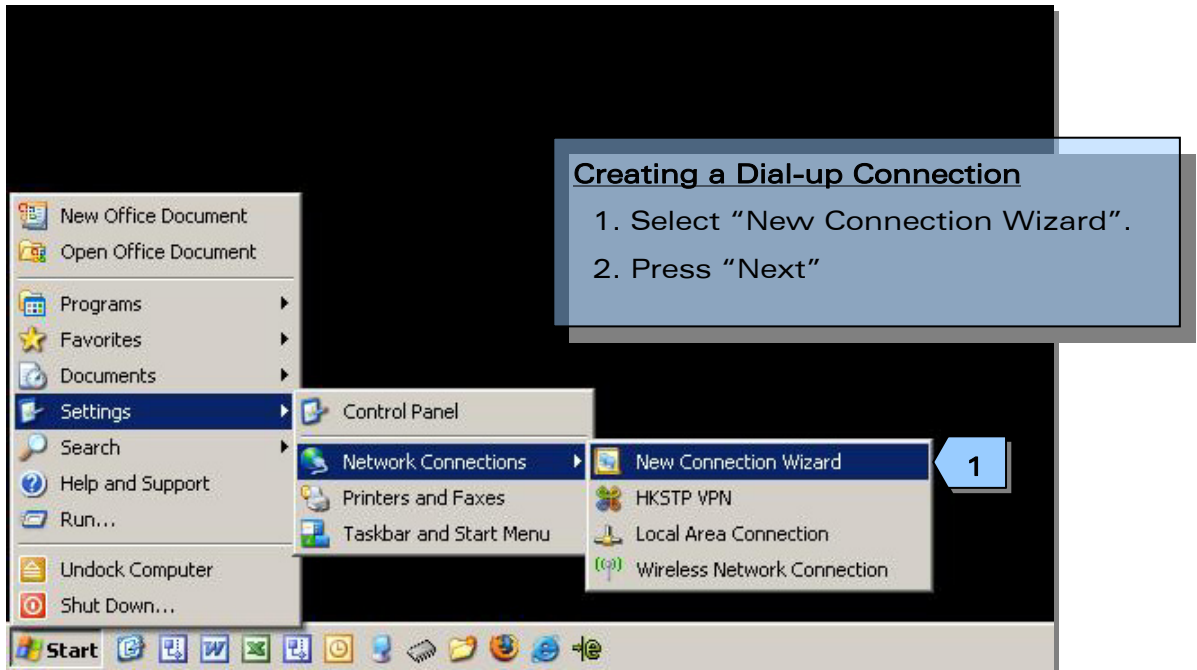 Creating a Dial-up Connection
1. Select “New Connection Wizard”.
2. Press “Next”
New Office Document
Open Office Document
Programs
Favorites
Documents
Settings
Search
Help and Support
Run...
Undock Computer
Shut Down...
Control Panel
Network Connections
Printers and Faxes
Taskbar and Start Menu
New Connection Wizard
HKSTP VPN
Local Area Connection
Wireless Network Connection
1
Start